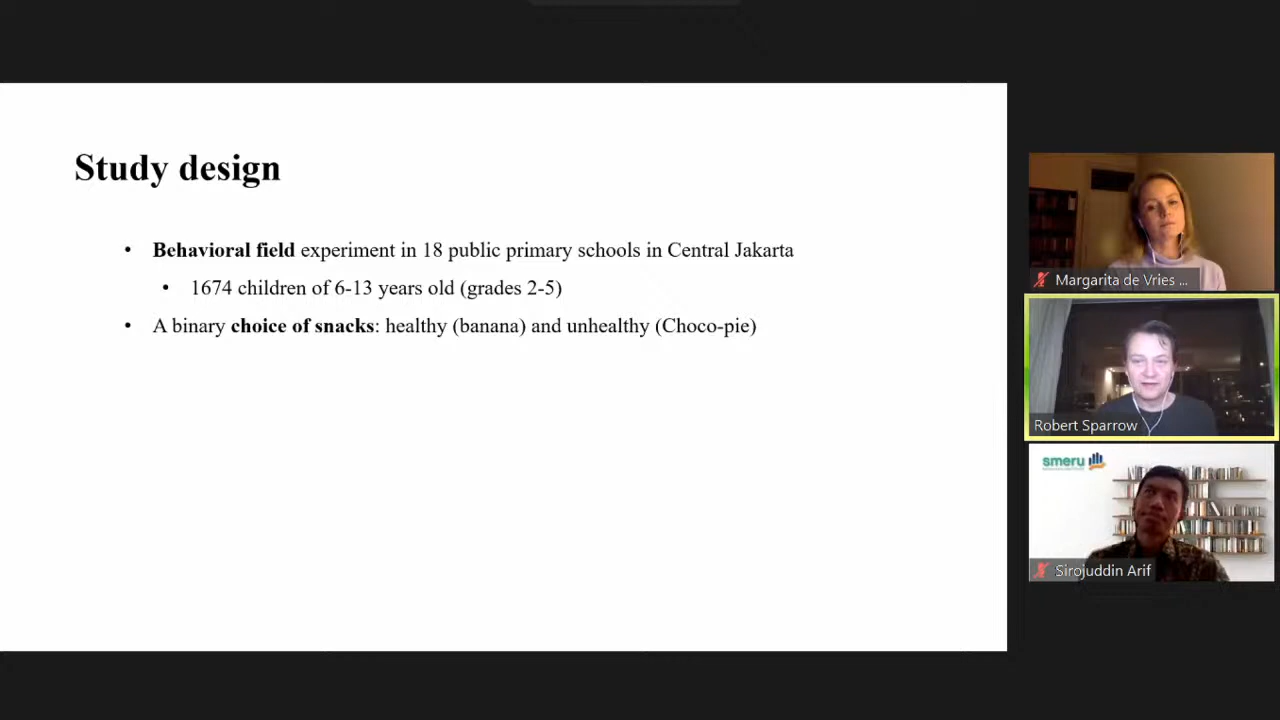 Study design
• Behavioral field experiment in 18 public primary schools in Central Jakarta
• 1674 children of 6-13 years old (grades 2-5)
• A binary choice of snacks: healthy (banana) and unhealthy (Choco-pie)
Margarita de Vries ...
Robert Sparrow
smeru
Sirojuddin Arif